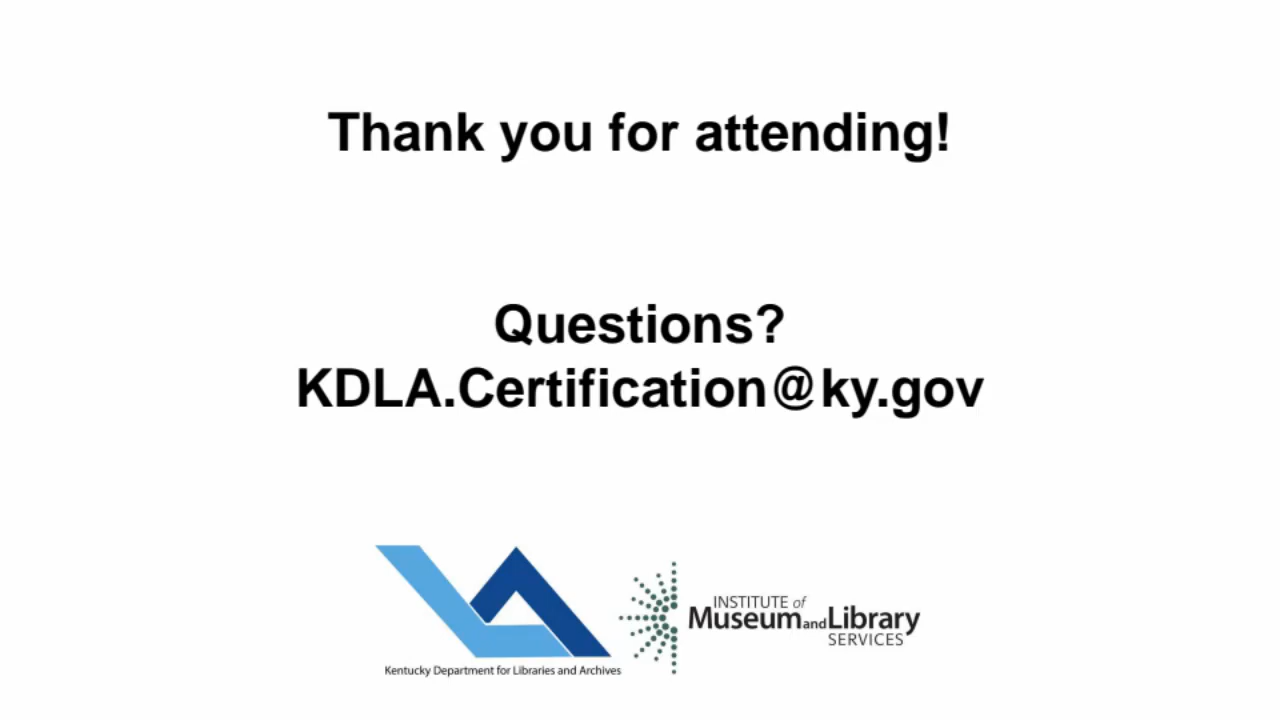 Thank you for attending!
Questions?
KDLA.Certification@ky.gov
Kentucky Department for Libraries and Archives
INSTITUTE of
Museum and Library
SERVICES